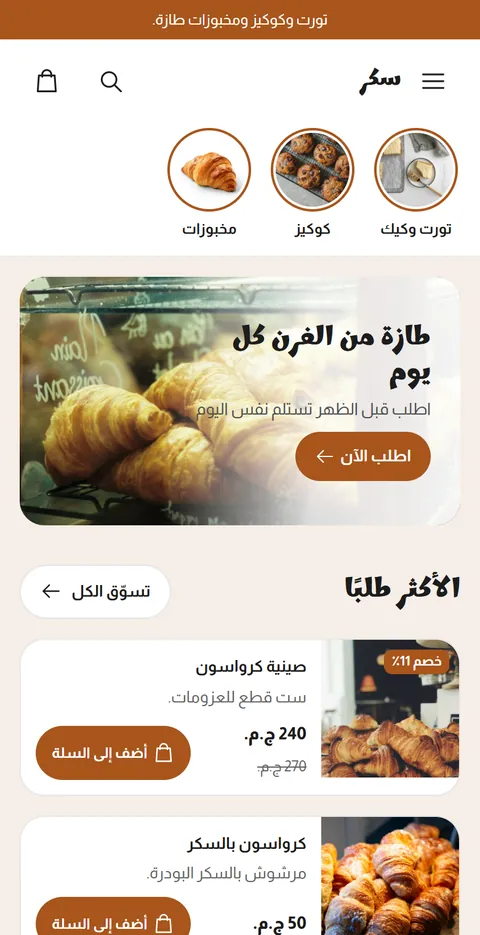 تورت وكوكيز ومخبوزات طازة.
سكر
تورت وكيك
كوكيز
مخبوزات
طازة من الفرن كل
يوم
اطلب قبل الظهر تستلم نفس اليوم
اطلب الآن
الأكثر طلبًا
تسوّق الكل
خصم 11٪
صينية كرواسون
ست قطع للعزومات.
240 ج.م.
270 ج.م.
أضف إلى السلة
كرواسون بالسكر
مرشوش بالسكر البودرة.
50 ج.م.
أضف إلى السلة